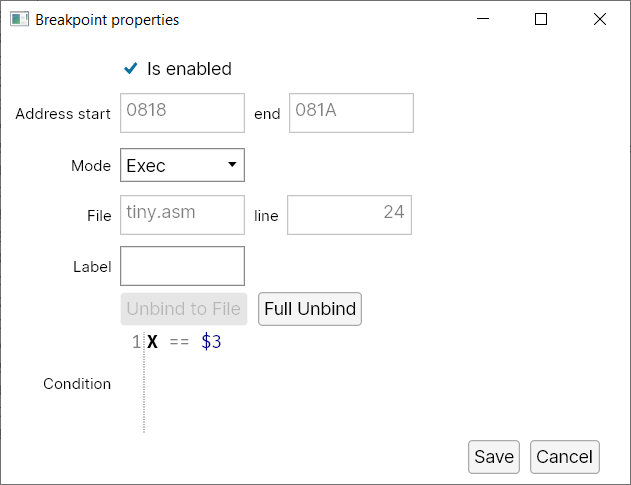 Breakpoint properties
Is enabled
Address start 0818 end 081A
Mode Exec
File tiny.asm line 24
Label
Unbind to File Full Unbind
1 X == $3
Condition
Save Cancel